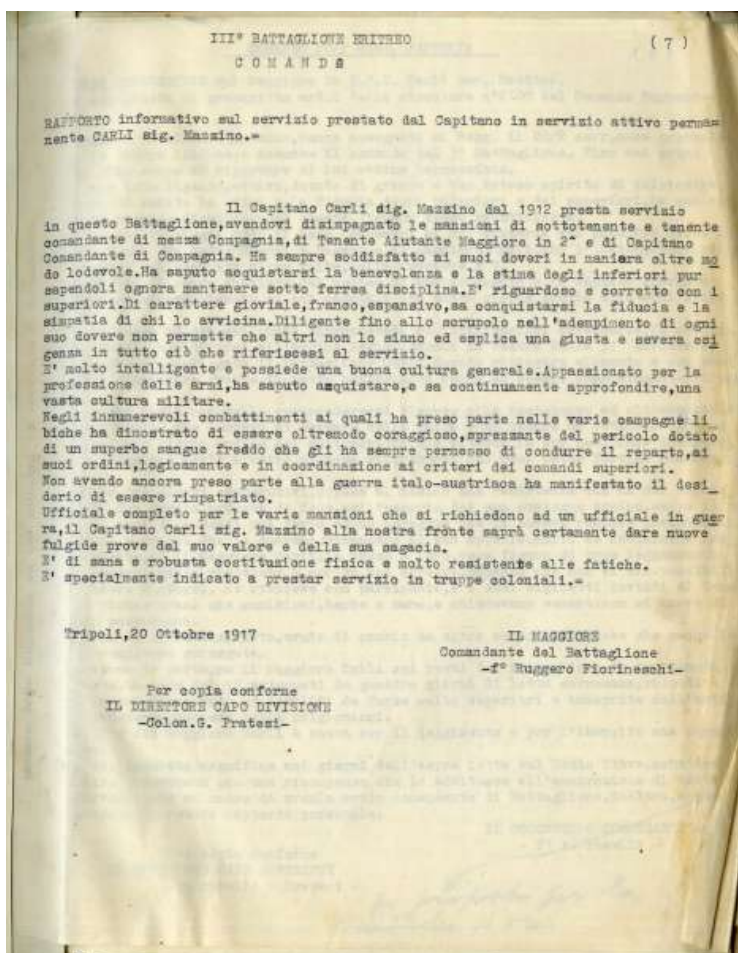 III° BATTAGLIONE ERITREO
(7)
COMANDO
RAPPORTO informativo sul servizio prestato dal Capitano in servizio attivo perma=
nente CARLI sig. Mazzino.=
Il Capitano Carli sig. Mazzino dal 1912 presta servizio
in questo Battaglione,avendovi disimpegnato le mansioni di sottotenente e tenente
comandante di mezza Compagnia,di Tenente Aiutante Maggiore in 2^ e di Capitano
Comandante di Compagnia. Ha sempre soddisfatto ai suoi doveri in maniera oltre mo
do lodevole.Ha saputo acquistarsi la benevolenza e la stima degli inferiori pur
sapendoli ognora mantenere sotto ferrea disciplina.E' riguardoso e corretto con i
superiori.Di carattere gioviale,franco,espansivo,sa conquistarsi la fiducia e la
simpatia di chi lo avvicina.Diligente fino allo scrupolo nell'adempimento di ogni
suo dovere non permette che altri non lo siano ed esplica una giusta e severa esi
genza in tutto ciò che riferiscesi al servizio.
E' molto intelligente e possiede una buona cultura generale.Appassionato per la
professione delle armi,ha saputo acquistare,e sa continuamente approfondire,una
vasta cultura militare.
Negli innumerevoli combattimenti ai quali ha preso parte nelle varie campagne li_
biche ha dimostrato di essere oltremodo coraggioso,sprezzante del pericolo dotato
di un superbo sangue freddo che gli ha sempre permesso di condurre il reparto,ai
suoi ordini,logicamente e in coordinazione ai criteri dei comandi superiori.
Non avendo ancora preso parte alla guerra italo-austriaca ha manifestato il desi_
derio di essere rimpatriato.
Ufficiale completo per le varie mansioni che si richiedono ad un ufficiale in guer
ra,il Capitano Carli sig. Mazzino alla nostra fronte saprà certamente dare nuove
fulgide prove del suo valore e della sua sagacia.
E' di sana e robusta costituzione fisica e molto resistente alle fatiche.
E' specialmente indicato a prestar servizio in truppe coloniali.=
Tripoli,20 Ottobre 1917
IL MAGGIORE
Comandante del Battaglione
-f° Ruggero Fiorineschi-
Per copia conforme
IL DIRETTORE CAPO DIVISIONE
-Colon.G. Pratesi-